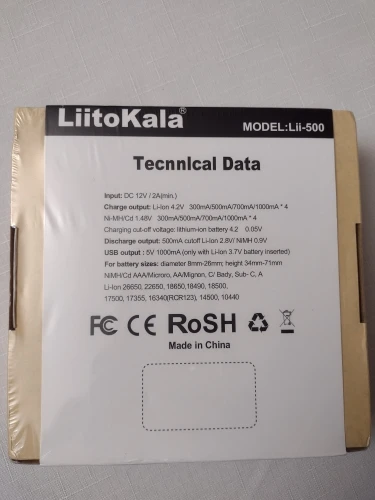 LiitoKala®
MODEL:Lii-500
Tecnnlcal Data
Input: DC 12V / 2A(min.)
Charge output: Li-Ion 4.2V 300mA/500mA/700mA/1000mA * 4
Ni-MH/Cd 1.48V 300mA/500mA/700mA/1000mA * 4
Charging cut-off voltage: lithium-ion battery 4.2 0.05V
Discharge output: 500mA cutoff Li-Ion 2.8V/ NIMH 0.9V
USB output : 5V 1000mA (only with Li-Ion 3.7V battery inserted)
For battery sizes: diameter 8mm-26mm; height 34mm-71mm
NiMH/Cd AAA/Microro, AA/Mignon, C/ Bady, Sub- C, A
Li-Ion 26650, 22650, 18650,18490, 18500,
17500, 17355, 16340(RCR123), 14500, 10440
FC CE RoSH
Made in China